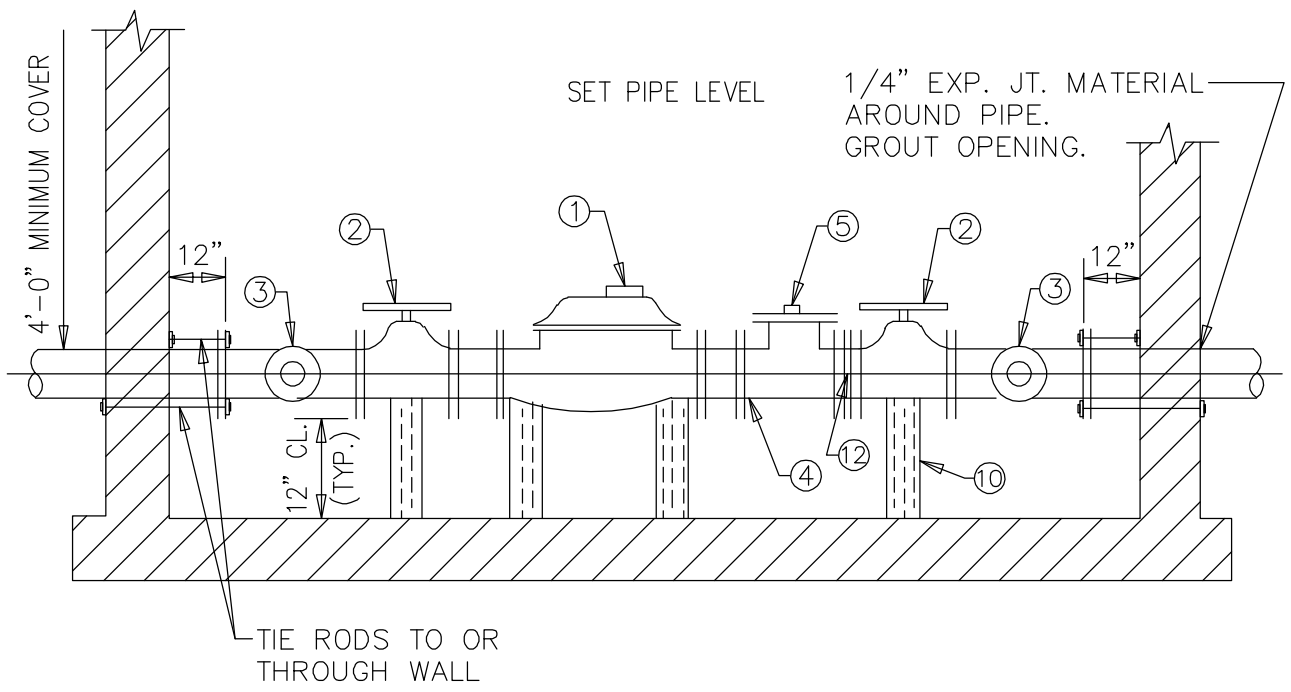 SET PIPE LEVEL
1/4" EXP. JT. MATERIAL
AROUND PIPE.
GROUT OPENING.
4'-0" MINIMUM COVER
1
2
5
2
12"
12"
3
3
12" CL.
(TYP.)
12
4
10
TIE RODS TO OR
THROUGH WALL